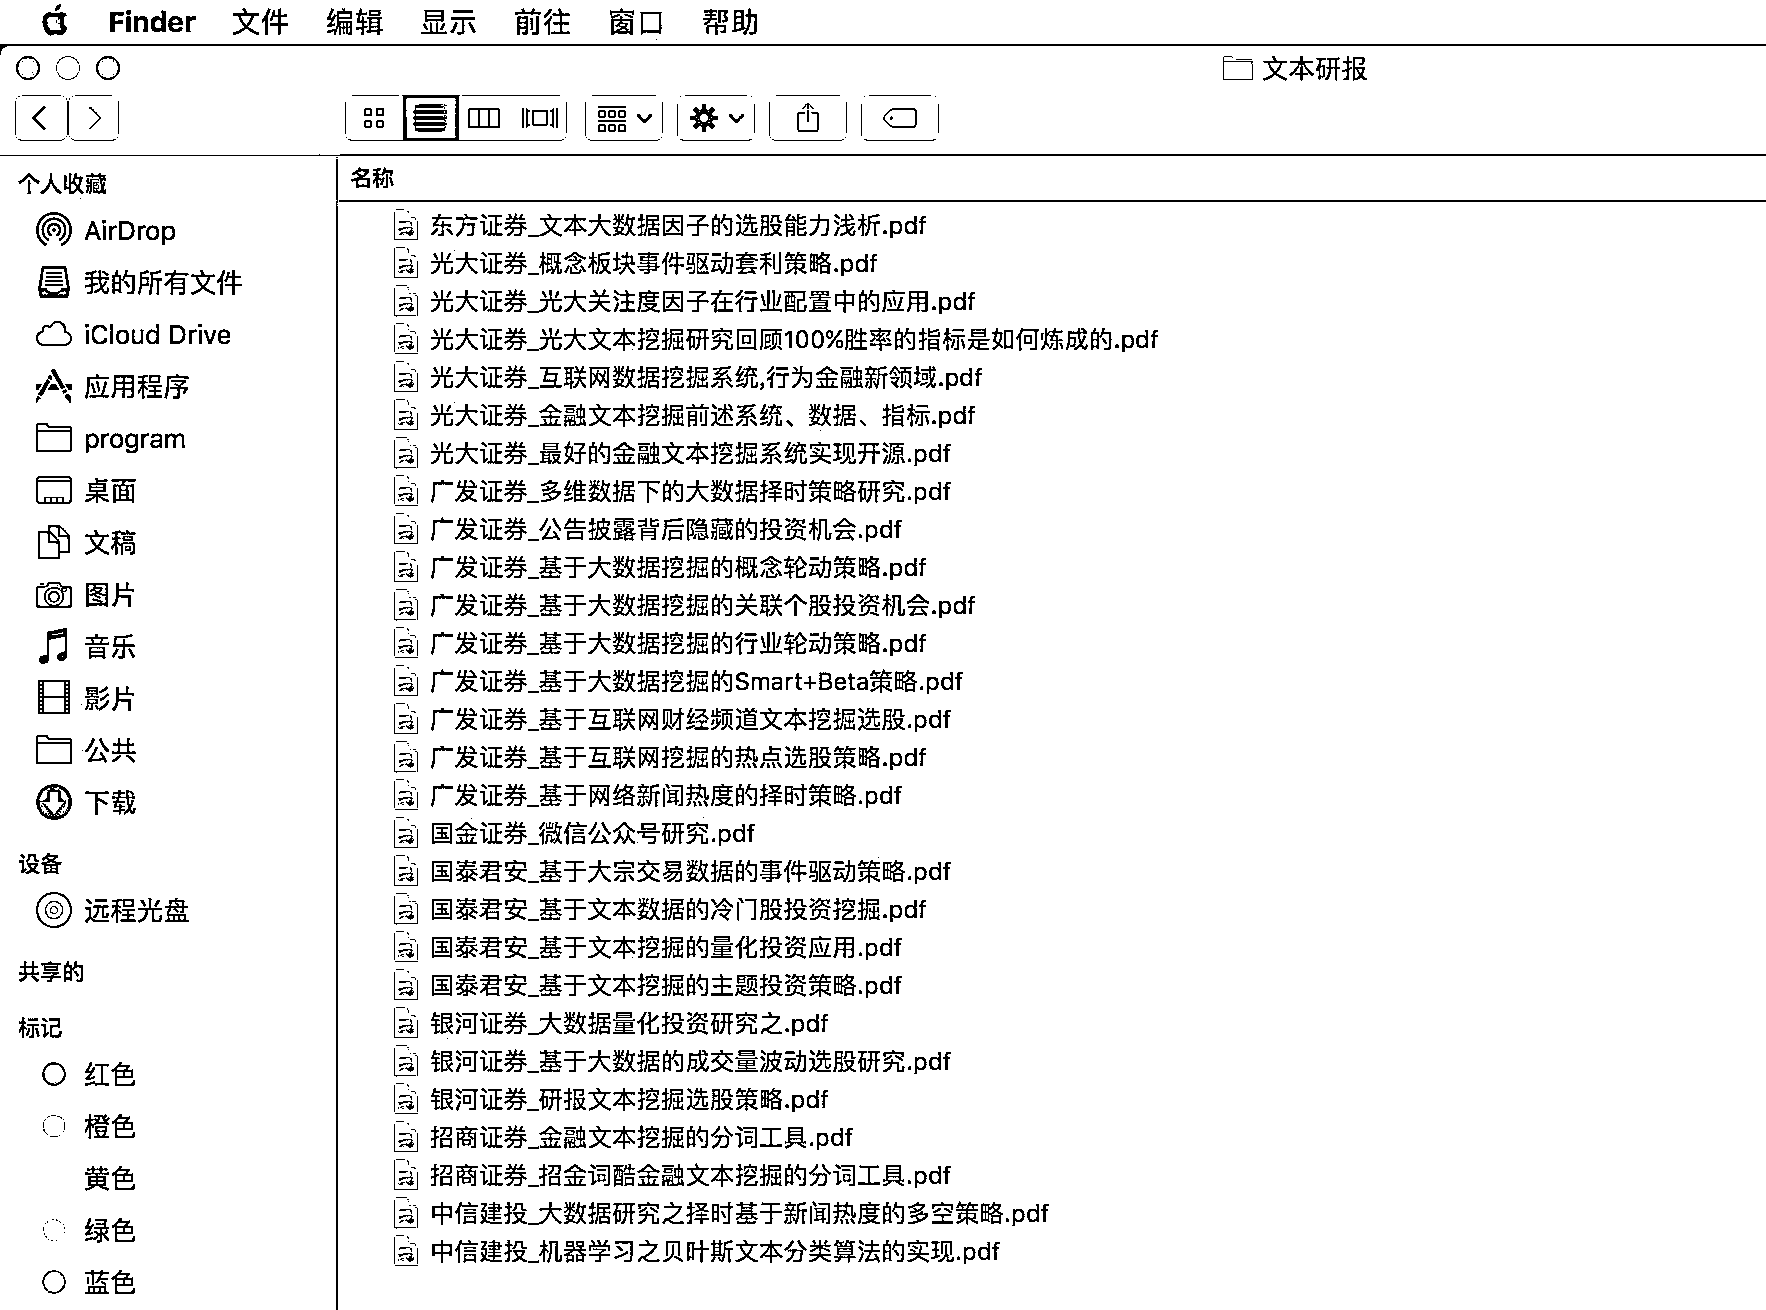 Finder 文件 编辑 显示 前往 窗口 帮助
文本研报
个人收藏
AirDrop
我的所有文件
iCloud Drive
应用程序
program
桌面
文稿
图片
音乐
影片
公共
下载
设备
远程光盘
共享的
标记
红色
橙色
黄色
绿色
蓝色
名称
东方证券_文本大数据因子的选股能力浅析.pdf
光大证券_概念板块事件驱动套利策略.pdf
光大证券_光大关注度因子在行业配置中的应用.pdf
光大证券_光大文本挖掘研究回顾100%胜率的指标是如何炼成的.pdf
光大证券_互联网数据挖掘系统,行为金融新领域.pdf
光大证券_金融文本挖掘前述系统、数据、指标.pdf
光大证券_最好的金融文本挖掘系统实现开源.pdf
广发证券_多维数据下的大数据择时策略研究.pdf
广发证券_公告披露背后隐藏的投资机会.pdf
广发证券_基于大数据挖掘的概念轮动策略.pdf
广发证券_基于大数据挖掘的关联个股投资机会.pdf
广发证券_基于大数据挖掘的行业轮动策略.pdf
广发证券_基于大数据挖掘的Smart+Beta策略.pdf
广发证券_基于互联网财经频道文本挖掘选股.pdf
广发证券_基于互联网挖掘的热点选股策略.pdf
广发证券_基于网络新闻热度的择时策略.pdf
国金证券_微信公众号研究.pdf
国泰君安_基于大宗交易数据的事件驱动策略.pdf
国泰君安_基于文本数据的冷门股投资挖掘.pdf
国泰君安_基于文本挖掘的量化投资应用.pdf
国泰君安_基于文本挖掘的主题投资策略.pdf
银河证券_大数据量化投资研究之.pdf
银河证券_基于大数据的成交量波动选股研究.pdf
银河证券_研报文本挖掘选股策略.pdf
招商证券_金融文本挖掘的分词工具.pdf
招商证券_招金词酷金融文本挖掘的分词工具.pdf
中信建投_大数据研究之择时基于新闻热度的多空策略.pdf
中信建投_机器学习之贝叶斯文本分类算法的实现.pdf